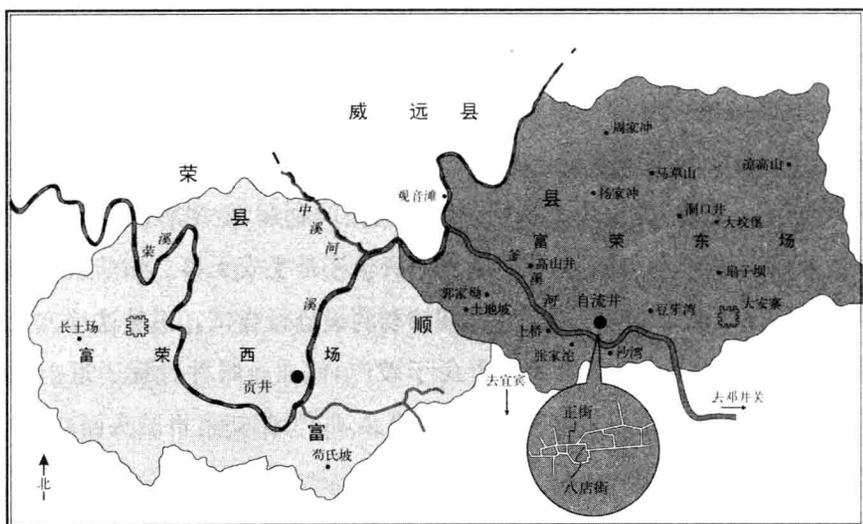 威远县
周家冲
凉高山
马草山
荣县
观音滩
杨家冲
县
洞口井
大坟堡
中溪河
荣溪
富荣东场
釜溪河
高山井
扇子坝
溪
郭家坳
自流井
大安寨
土地坡
豆芽湾
长土场
顺
上桥
富荣西场
张家沱
沙湾
贡井
去宜宾
去邓井关
正街
富
苟氏坡
八店街
北